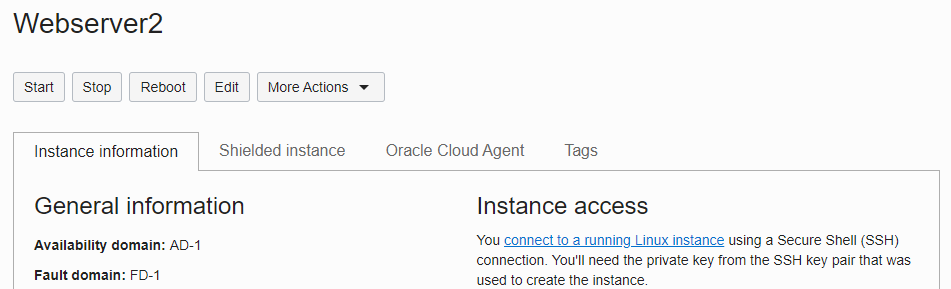 Webserver2
Start Stop Reboot Edit More Actions
Instance information Shielded instance Oracle Cloud Agent Tags
General information
Availability domain: AD-1
Fault domain: FD-1
Instance access
You connect to a running Linux instance using a Secure Shell (SSH)
connection. You'll need the private key from the SSH key pair that was
used to create the instance.